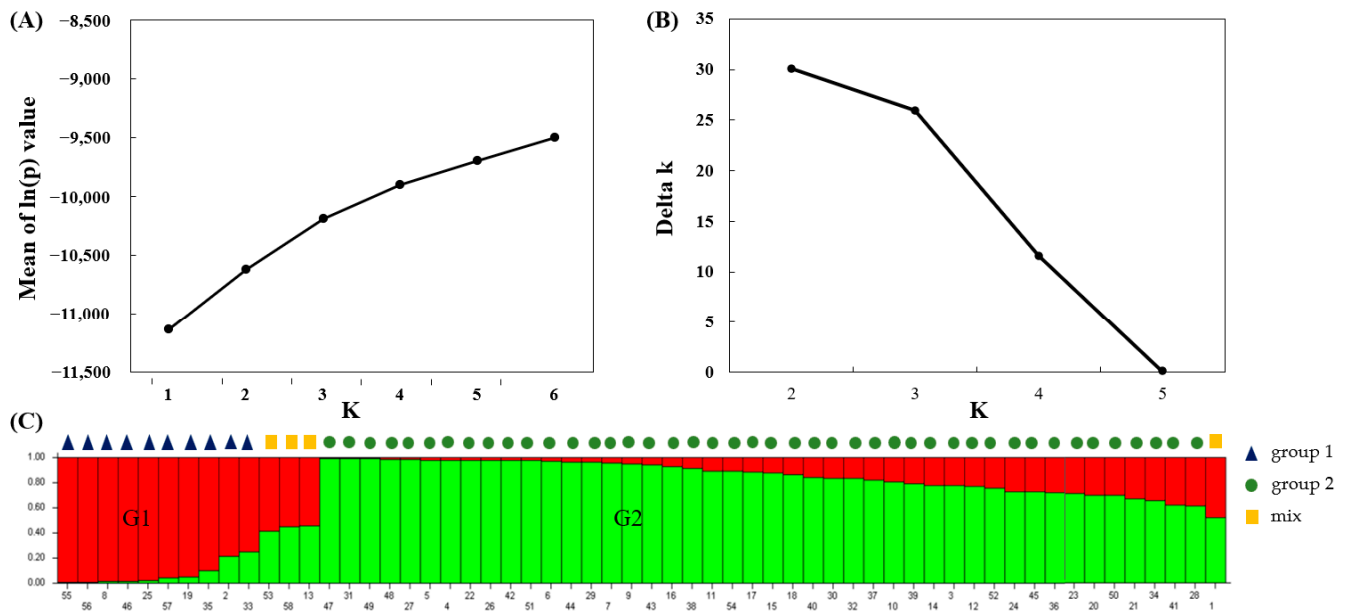 (A)
−8,500
−9,000
−9,500
−10,000
−10,500
−11,000
−11,500
Mean of ln(p) value
1 2 3 4 5 6
K
(B)
35
30
25
20
15
10
5
0
Delta k
2 3 4 5
K
(C)
1.00
0.80
0.60
0.40
0.20
0.00
G1
G2
group 1
group 2
mix
55 8 25 19 2 53 13 31 48 5 22 42 6 29 9 16 11 17 18 30 37 39 3 52 45 23 50 34 28
56 46 57 35 33 58 47 49 27 4 26 51 44 7 43 38 54 15 40 32 10 14 12 24 36 20 21 41 1